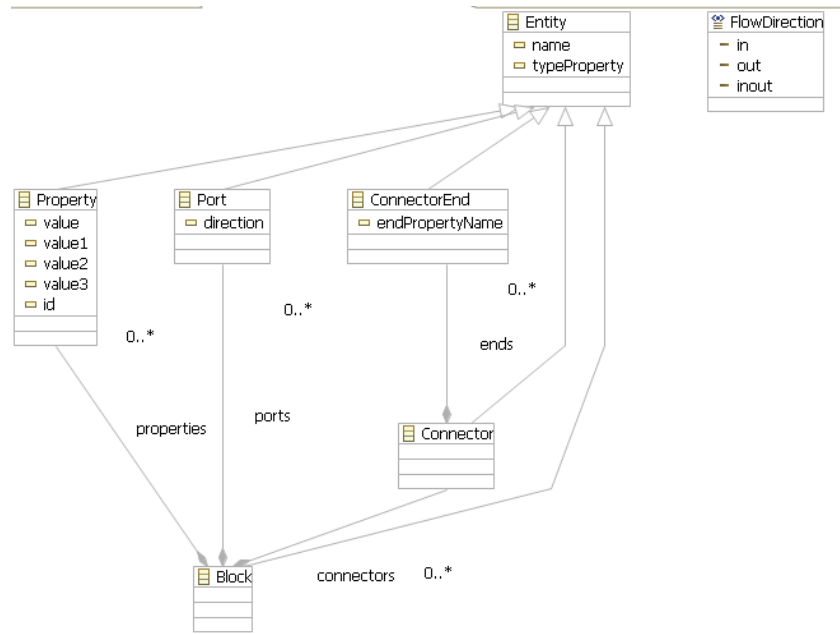 Entity
name
typeProperty
FlowDirection
in
out
inout
Property
value
value1
value2
value3
id
Port
direction
ConnectorEnd
endPropertyName
0..*
0..*
0..*
ends
properties
ports
Connector
Block
connectors
0..*